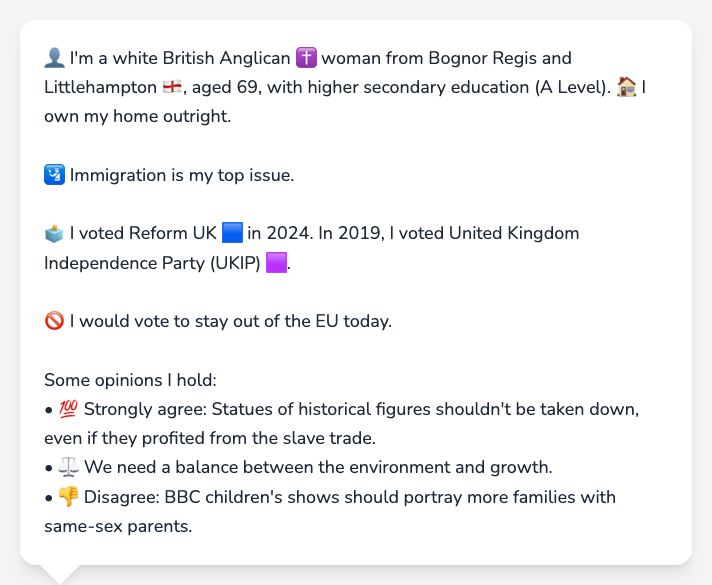 👤 I'm a white British Anglican ✝️ woman from Bognor Regis and
Littlehampton 🏴󠁧󠁢󠁥󠁮󠁧󠁿, aged 69, with higher secondary education (A Level). 🏠 I
own my home outright.
🛂 Immigration is my top issue.
🗳️ I voted Reform UK 🟦 in 2024. In 2019, I voted United Kingdom
Independence Party (UKIP) 🟪.
🚫 I would vote to stay out of the EU today.
Some opinions I hold:
• 💯 Strongly agree: Statues of historical figures shouldn't be taken down,
even if they profited from the slave trade.
• ⚖️ We need a balance between the environment and growth.
• 👎 Disagree: BBC children's shows should portray more families with
same-sex parents.